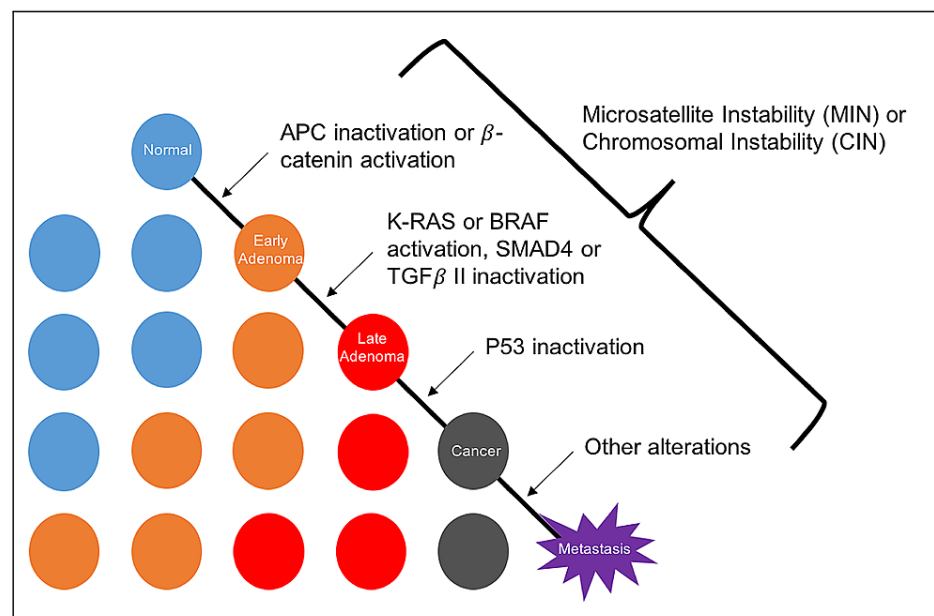 Microsatellite Instability (MIN) or
Chromosomal Instability (CIN)
Normal
APC inactivation or β-
catenin activation
Early
Adenoma
K-RAS or BRAF
activation, SMAD4 or
TGFβ II inactivation
Late
Adenoma
P53 inactivation
Cancer
Other alterations
Metastasis